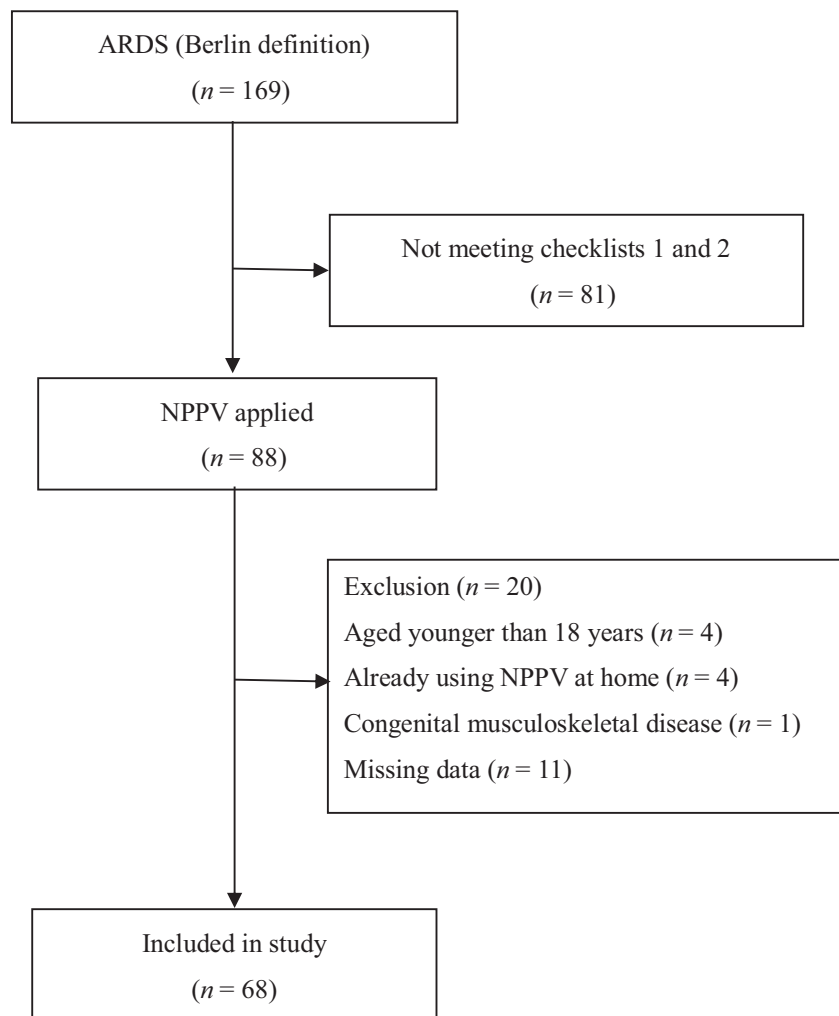 ARDS (Berlin definition)
(n = 169)
Not meeting checklists 1 and 2
(n = 81)
NPPV applied
(n = 88)
Exclusion (n = 20)
Aged younger than 18 years (n = 4)
Already using NPPV at home (n = 4)
Congenital musculoskeletal disease (n = 1)
Missing data (n = 11)
Included in study
(n = 68)